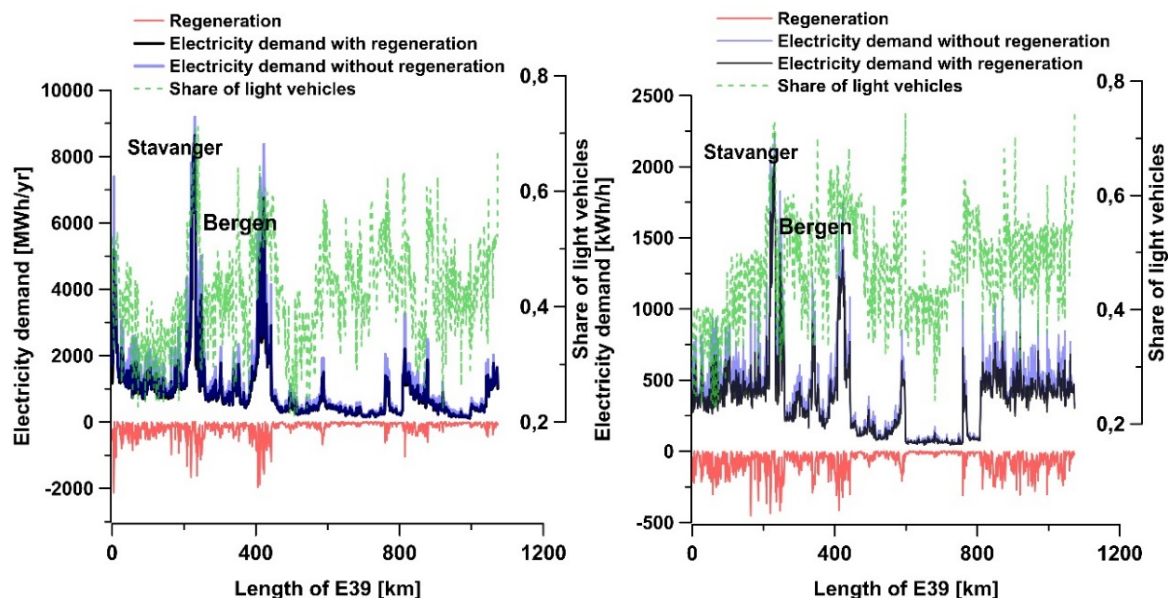 Regeneration
Electricity demand with regeneration
Electricity demand without regeneration
Share of light vehicles
10000
8000
6000
4000
2000
0
-2000
Electricity demand [MWh/yr]
0,8
0,6
0,4
0,2
Share of light vehicles
Stavanger
Bergen
0
400
800
1200
Length of E39 [km]
Regeneration
Electricity demand without regeneration
Electricity demand with regeneration
Share of light vehicles
2500
2000
1500
1000
500
0
-500
Electricity demand [kWh/h]
0,8
0,6
0,4
0,2
Share of light vehicles
Stavanger
Bergen
0
400
800
1200
Length of E39 [km]